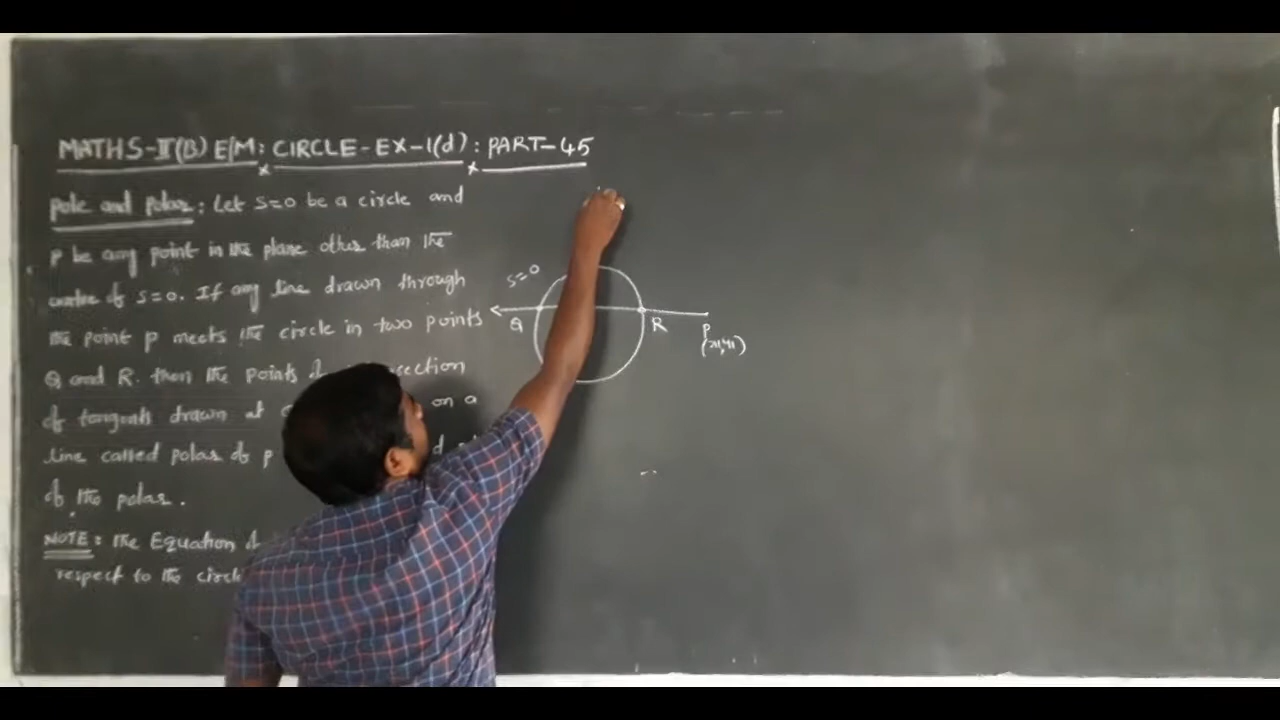 MATHS-II(B) E/M: CIRCLE-EX-1(d): PART-45
Pole and Polar: Let S=0 be a circle and
P be any point in the plane other than the
centre of S=0. If any line drawn through
the point P meets the circle in two points
Q and R. then the points
of tangents drawn at on a
line called polar of P
of the polar.
NOTE: the Equation of
respect to the circle
S=0
Q
R
P
(x1,y1)